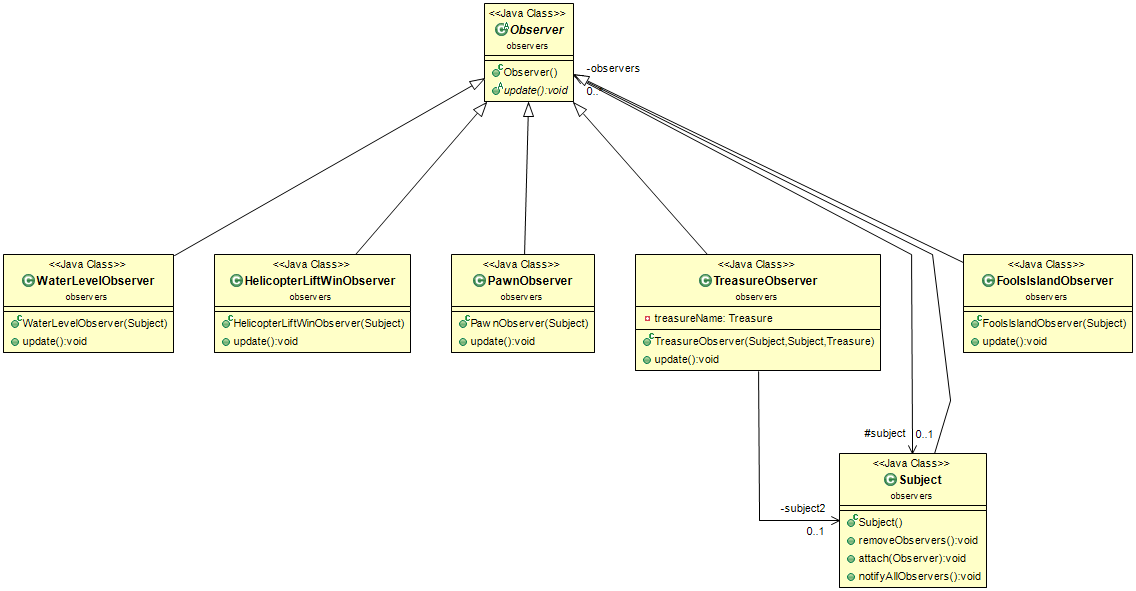 <<Java Class>>
Observer
observers
Observer()
update():void
-observers
0..*
<<Java Class>>
WaterLevelObserver
observers
WaterLevelObserver(Subject)
update():void
<<Java Class>>
HelicopterLiftWinObserver
observers
HelicopterLiftWinObserver(Subject)
update():void
<<Java Class>>
PawnObserver
observers
PawnObserver(Subject)
update():void
<<Java Class>>
TreasureObserver
observers
treasureName: Treasure
TreasureObserver(Subject,Subject,Treasure)
update():void
<<Java Class>>
FoolsIslandObserver
observers
FoolsIslandObserver(Subject)
update():void
#subject
0..1
-subject2
0..1
<<Java Class>>
Subject
observers
Subject()
removeObservers():void
attach(Observer):void
notifyAllObservers():void